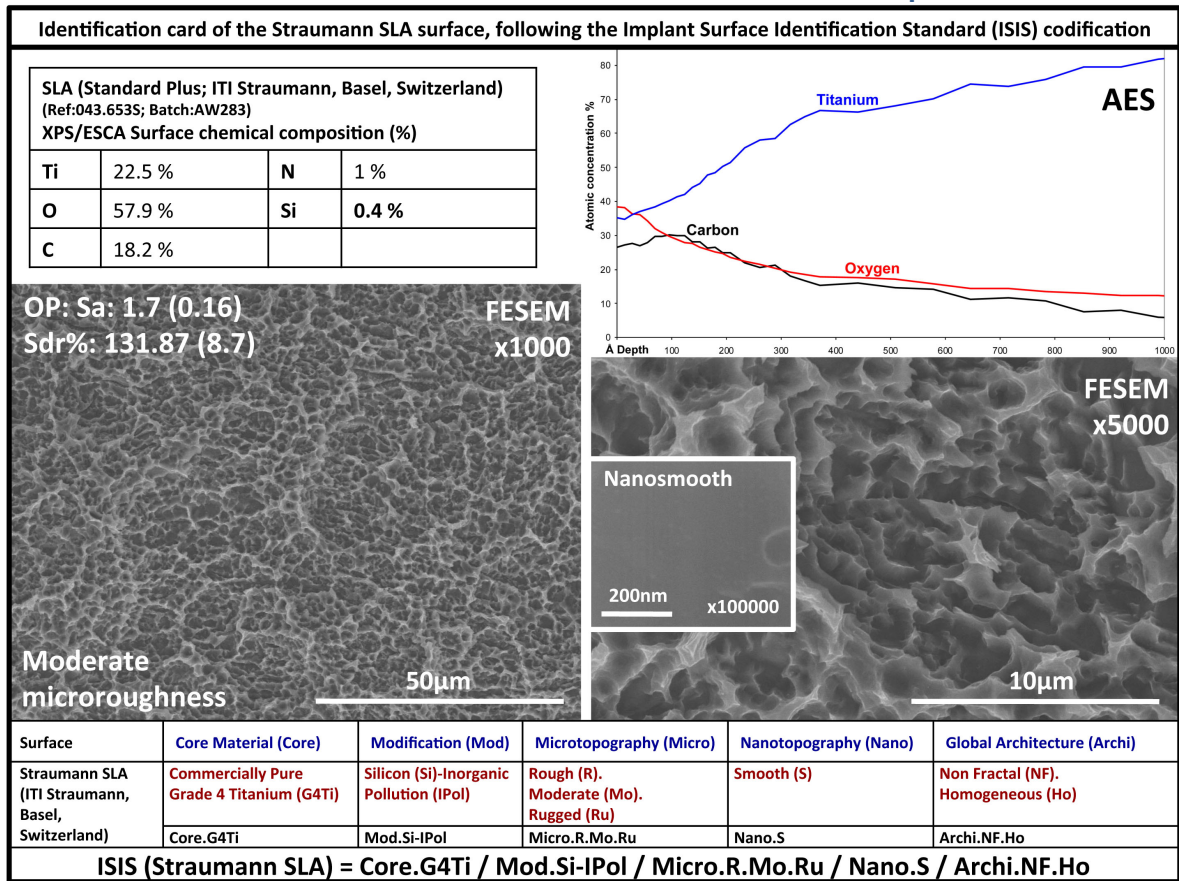 Identification card of the Straumann SLA surface, following the Implant Surface Identification Standard (ISIS) codification
SLA (Standard Plus; ITI Straumann, Basel, Switzerland)
(Ref:043.653S; Batch:AW283)
XPS/ESCA Surface chemical composition (%)
Ti 22.5 % N 1 %
O 57.9 % Si 0.4 %
C 18.2 %
AES
Atomic concentration %
80
70
60
50
40
30
20
10
0
Titanium
Carbon
Oxygen
Å Depth 100 200 300 400 500 600 700 800 900 1000
OP: Sa: 1.7 (0.16)
Sdr%: 131.87 (8.7)
FESEM
x1000
Moderate
microroughness
50µm
FESEM
x5000
Nanosmooth
200nm
x100000
10µm
Surface Core Material (Core) Modification (Mod) Microtopography (Micro) Nanotopography (Nano) Global Architecture (Archi)
Straumann SLA
(ITI Straumann,
Basel,
Switzerland)
Commercially Pure
Grade 4 Titanium (G4Ti)
Silicon (Si)-Inorganic
Pollution (IPol)
Rough (R).
Moderate (Mo).
Rugged (Ru)
Smooth (S)
Non Fractal (NF).
Homogeneous (Ho)
Core.G4Ti Mod.Si-IPol Micro.R.Mo.Ru Nano.S Archi.NF.Ho
ISIS (Straumann SLA) = Core.G4Ti / Mod.Si-IPol / Micro.R.Mo.Ru / Nano.S / Archi.NF.Ho